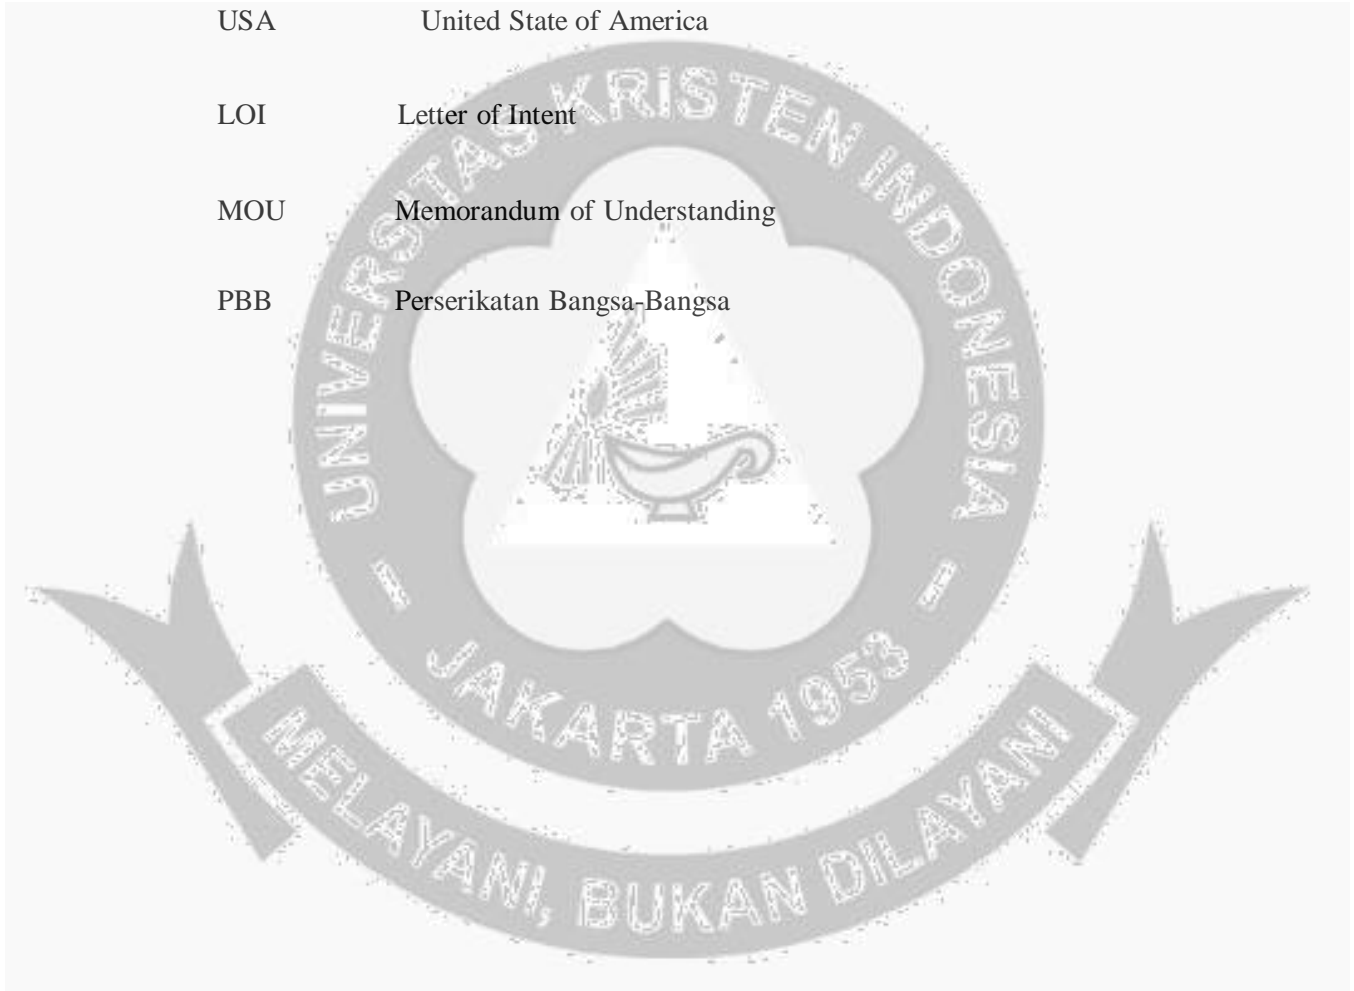 USA United State of America
LOI Letter of Intent
MOU Memorandum of Understanding
PBB Perserikatan Bangsa-Bangsa
UNIVERSITAS KRISTEN INDONESIA
– JAKARTA 1953 –
MELAYANI, BUKAN DILAYANI